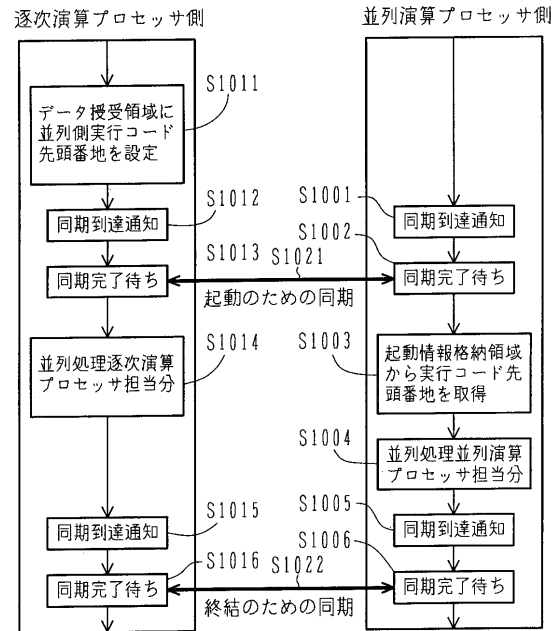 逐次演算プロセッサ側
並列演算プロセッサ側
データ授受領域に
並列側実行コード
先頭番地を設定
S1011
同期到達通知
S1012
S1001
同期到達通知
同期完了待ち
S1013
S1021
S1002
同期完了待ち
起動のための同期
並列処理逐次演算
プロセッサ担当分
S1014
S1003
起動情報格納領域
から実行コード先
頭番地を取得
S1004
並列処理並列演算
プロセッサ担当分
同期到達通知
S1015
S1005
同期到達通知
同期完了待ち
S1016
S1022
S1006
同期完了待ち
終結のための同期